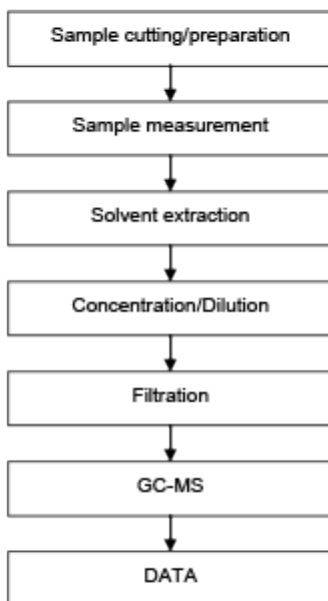 Sample cutting/preparation
Sample measurement
Solvent extraction
Concentration/Dilution
Filtration
GC-MS
DATA